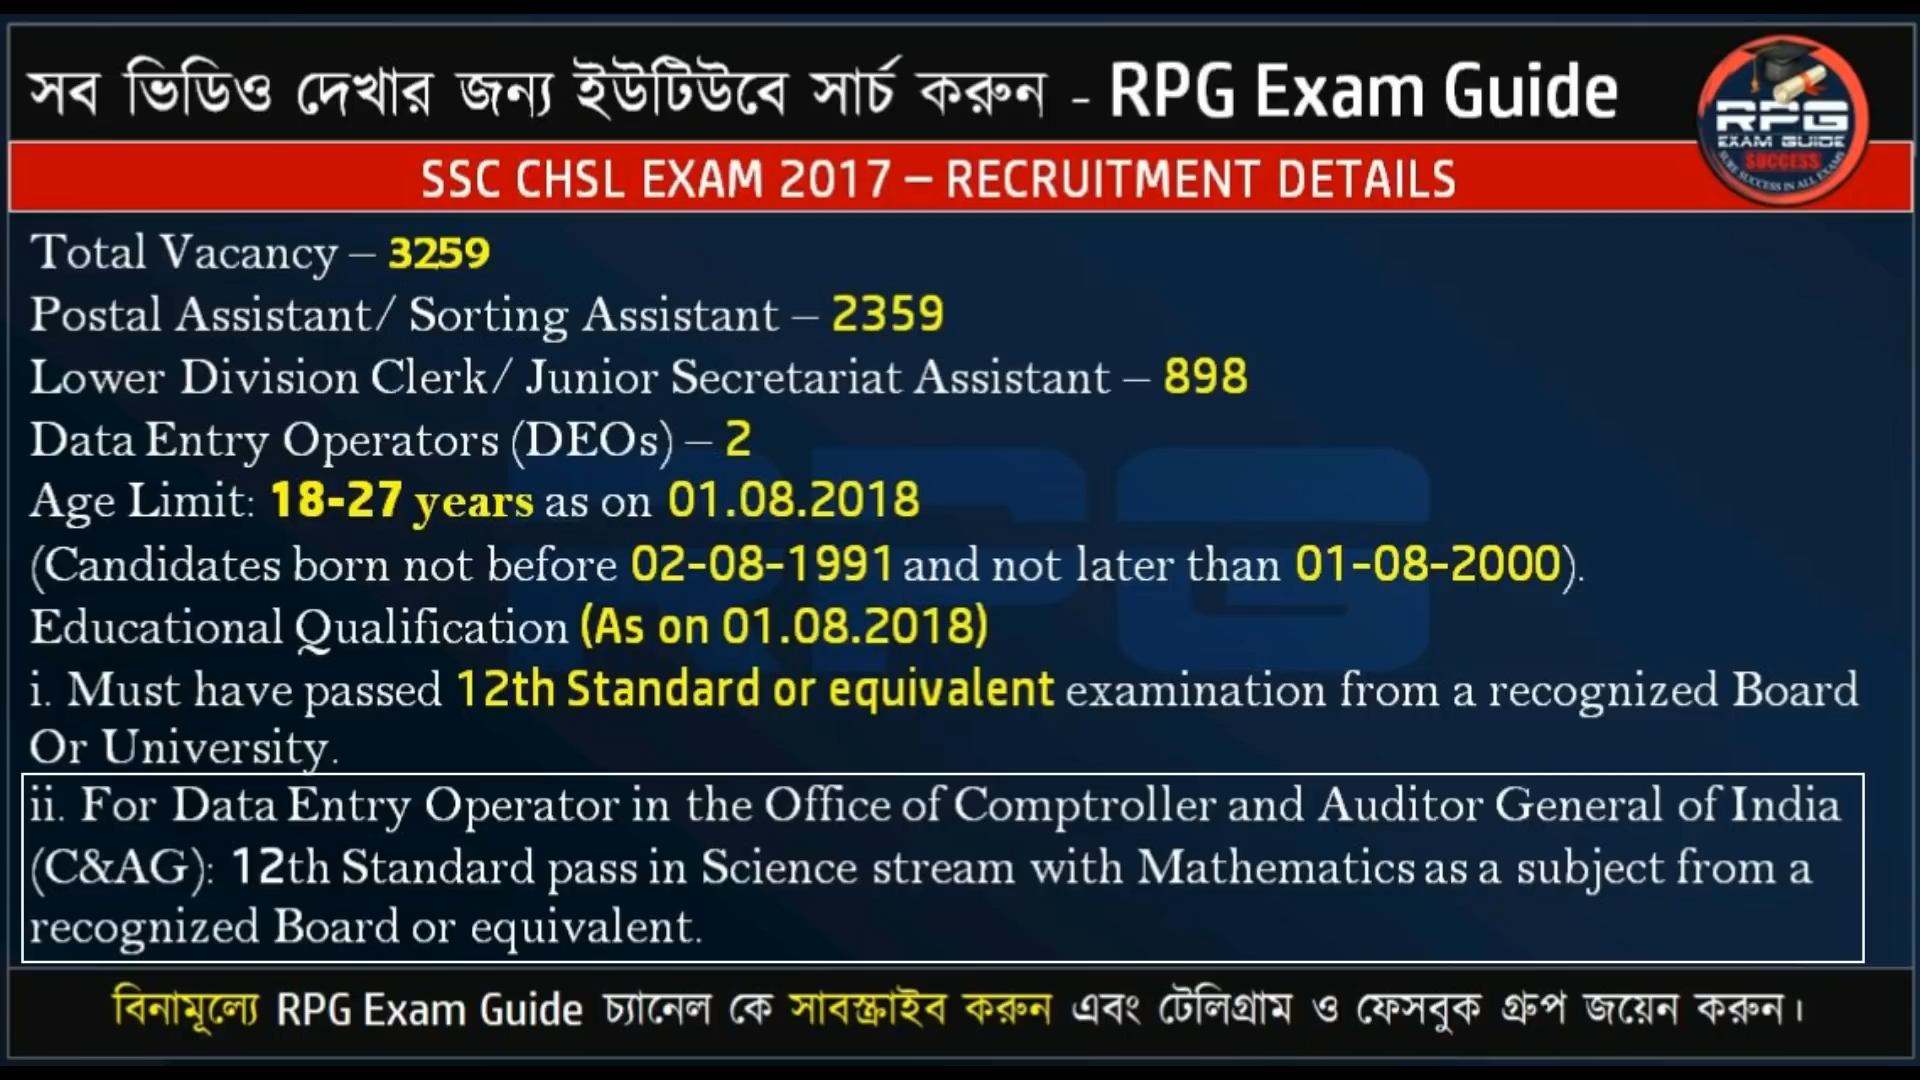 সব ভিডিও দেখার জন্য ইউটিউবে সার্চ করুন - RPG Exam Guide
RPG
EXAM GUIDE
SUCCESS
SURE SUCCESS IN ALL EXAMS
SSC CHSL EXAM 2017 – RECRUITMENT DETAILS
Total Vacancy – 3259
Postal Assistant/ Sorting Assistant – 2359
Lower Division Clerk/ Junior Secretariat Assistant – 898
Data Entry Operators (DEOs) – 2
Age Limit: 18-27 years as on 01.08.2018
(Candidates born not before 02-08-1991 and not later than 01-08-2000).
Educational Qualification (As on 01.08.2018)
i. Must have passed 12th Standard or equivalent examination from a recognized Board
Or University.
ii. For Data Entry Operator in the Office of Comptroller and Auditor General of India
(C&AG): 12th Standard pass in Science stream with Mathematics as a subject from a
recognized Board or equivalent.
RPG
বিনামূল্যে RPG Exam Guide চ্যানেল কে সাবস্ক্রাইব করুন এবং টেলিগ্রাম ও ফেসবুক গ্রুপ জয়েন করুন।